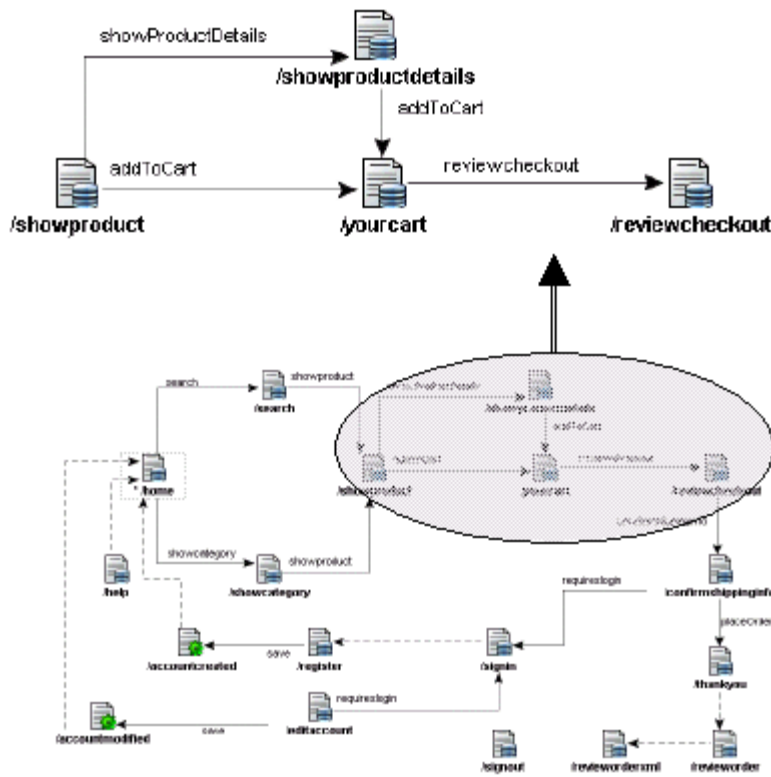 showProductDetails
/showproductdetails
addToCart
addToCart
reviewcheckout
/showproduct
/yourcart
/reviewcheckout
search
showproduct
/search
/home
/showproduct
showcategory
showproduct
/help
/showcategory
requireslogin
/confirmshippinginfo
placeOrder
save
/accountcreated
/register
/signin
/thankyou
requireslogin
save
/editaccount
/accountmodified
/signout
/revieworderxml
/revieworder